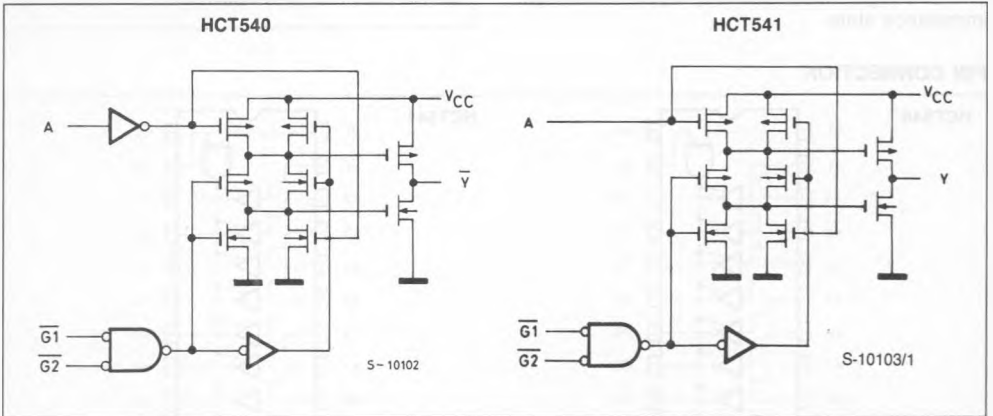 HCT540
HCT541
VCC
A
Y̅
G1̅
G2̅
S-10102
VCC
A
Y
G1̅
G2̅
S-10103/1